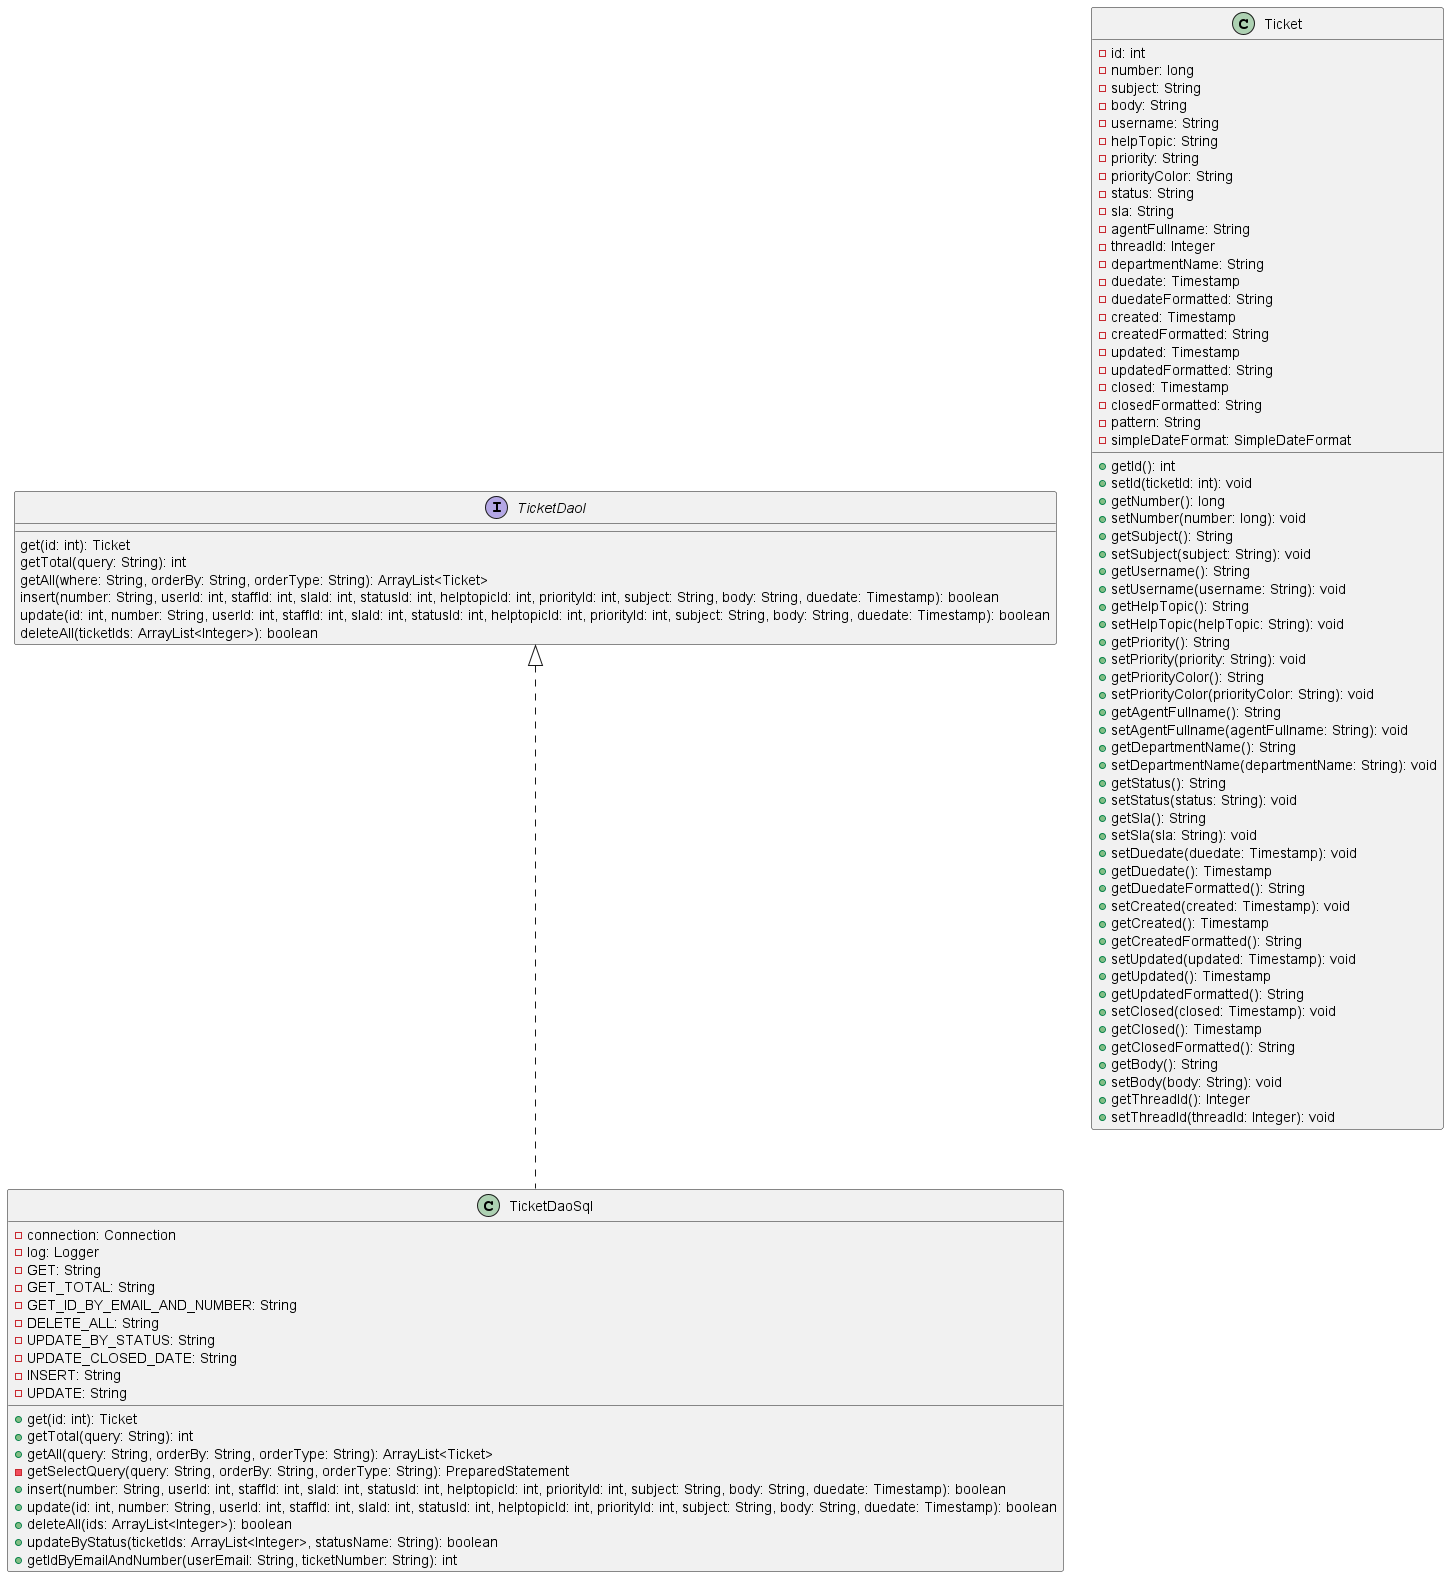 C Ticket
id: int
number: long
subject: String
body: String
username: String
helpTopic: String
priority: String
priorityColor: String
status: String
sla: String
agentFullname: String
threadId: Integer
departmentName: String
duedate: Timestamp
duedateFormatted: String
created: Timestamp
createdFormatted: String
updated: Timestamp
updatedFormatted: String
closed: Timestamp
closedFormatted: String
pattern: String
simpleDateFormat: SimpleDateFormat
getId(): int
setId(ticketId: int): void
getNumber(): long
setNumber(number: long): void
getSubject(): String
setSubject(subject: String): void
getUsername(): String
setUsername(username: String): void
getHelpTopic(): String
setHelpTopic(helpTopic: String): void
getPriority(): String
setPriority(priority: String): void
getPriorityColor(): String
setPriorityColor(priorityColor: String): void
getAgentFullname(): String
setAgentFullname(agentFullname: String): void
getDepartmentName(): String
setDepartmentName(departmentName: String): void
getStatus(): String
setStatus(status: String): void
getSla(): String
setSla(sla: String): void
setDuedate(duedate: Timestamp): void
getDuedate(): Timestamp
getDuedateFormatted(): String
setCreated(created: Timestamp): void
getCreated(): Timestamp
getCreatedFormatted(): String
setUpdated(updated: Timestamp): void
getUpdated(): Timestamp
getUpdatedFormatted(): String
setClosed(closed: Timestamp): void
getClosed(): Timestamp
getClosedFormatted(): String
getBody(): String
setBody(body: String): void
getThreadId(): Integer
setThreadId(threadId: Integer): void
I TicketDaoI
get(id: int): Ticket
getTotal(query: String): int
getAll(where: String, orderBy: String, orderType: String): ArrayList<Ticket>
insert(number: String, userId: int, staffId: int, slaId: int, statusId: int, helptopicId: int, priorityId: int, subject: String, body: String, duedate: Timestamp): boolean
update(id: int, number: String, userId: int, staffId: int, slaId: int, statusId: int, helptopicId: int, priorityId: int, subject: String, body: String, duedate: Timestamp): boolean
deleteAll(ticketIds: ArrayList<Integer>): boolean
C TicketDaoSql
connection: Connection
log: Logger
GET: String
GET_TOTAL: String
GET_ID_BY_EMAIL_AND_NUMBER: String
DELETE_ALL: String
UPDATE_BY_STATUS: String
UPDATE_CLOSED_DATE: String
INSERT: String
UPDATE: String
get(id: int): Ticket
getTotal(query: String): int
getAll(query: String, orderBy: String, orderType: String): ArrayList<Ticket>
getSelectQuery(query: String, orderBy: String, orderType: String): PreparedStatement
insert(number: String, userId: int, staffId: int, slaId: int, statusId: int, helptopicId: int, priorityId: int, subject: String, body: String, duedate: Timestamp): boolean
update(id: int, number: String, userId: int, staffId: int, slaId: int, statusId: int, helptopicId: int, priorityId: int, subject: String, body: String, duedate: Timestamp): boolean
deleteAll(ids: ArrayList<Integer>): boolean
updateByStatus(ticketIds: ArrayList<Integer>, statusName: String): boolean
getIdByEmailAndNumber(userEmail: String, ticketNumber: String): int